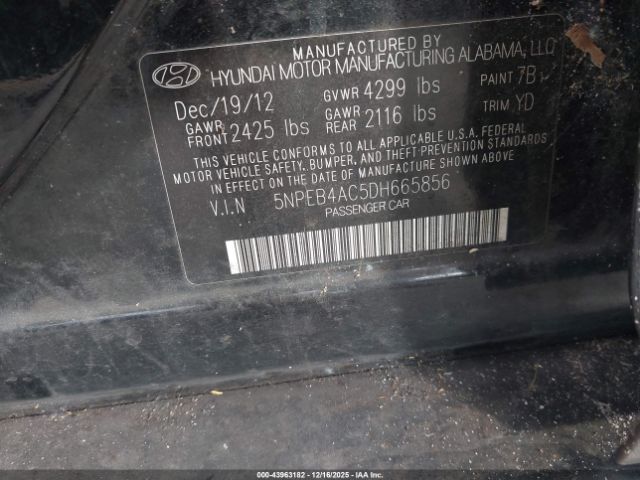 MANUFACTURED BY
HYUNDAI MOTOR MANUFACTURING ALABAMA, LLC
Dec/19/12 GVWR 4299 lbs PAINT 7B
GAWR FRONT 2425 lbs GAWR REAR 2116 lbs TRIM YD
THIS VEHICLE CONFORMS TO ALL APPLICABLE U.S.A. FEDERAL
MOTOR VEHICLE SAFETY, BUMPER, AND THEFT PREVENTION STANDARDS
IN EFFECT ON THE DATE OF MANUFACTURE SHOWN ABOVE
V.I.N 5NPEB4AC5DH665856
PASSENGER CAR
000-43963182 - 12/16/2025 - IAA Inc.